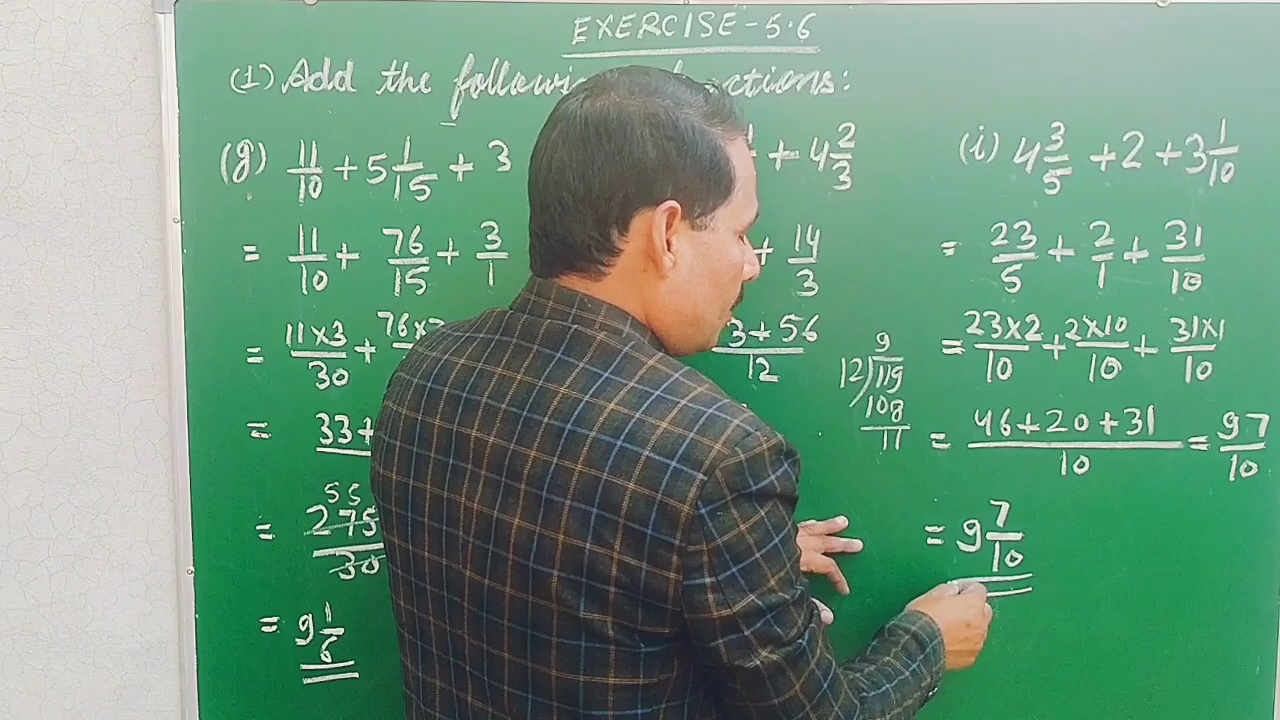 EXERCISE-5.6
(1) Add the following fractions:
(g) 11/10 + 5 1/15 + 3
= 11/10 + 76/15 + 3/1
= 11×3/30 +
= 33+
55
= 275/30
= 9 1/6
+ 4 2/3
+ 14/3
3+56/12
9
12)119
108
11
(i) 4 3/5 + 2 + 3 1/10
= 23/5 + 2/1 + 31/10
= 23×2/10 + 2×10/10 + 31×1/10
= 46+20+31/10 = 97/10
= 9 7/10